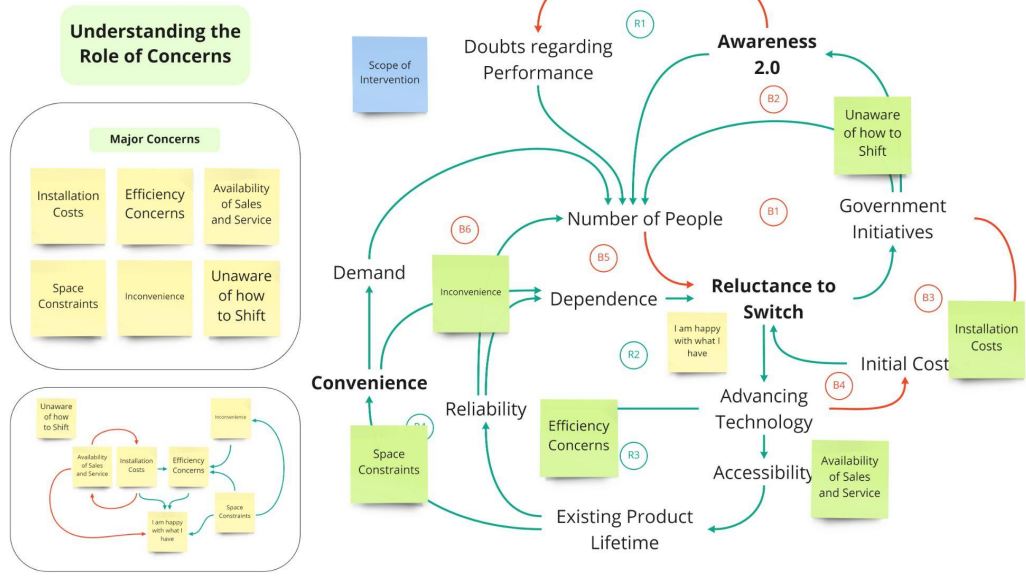 Understanding the
Role of Concerns
Major Concerns
Installation
Costs
Efficiency
Concerns
Availability
of Sales
and Service
Space
Constraints
Inconvenience
Unaware
of how
to Shift
Unaware
of how
to Shift
Inconvenience
Availability
of Sales
and Service
Installation
Costs
Efficiency
Concerns
Space
Constraints
I am happy
with what I
have
Scope of
Intervention
Doubts regarding
Performance
R1
Awareness
2.0
B2
Unaware
of how to
Shift
Number of People
B1
Government
Initiatives
B6
B5
Demand
Inconvenience
Dependence
Reluctance to
Switch
B3
I am happy
with what I
have
Installation
Costs
R2
Initial Cost
Convenience
B4
Reliability
Advancing
Technology
Efficiency
Concerns
Space
Constraints
R3
Accessibility
Availability
of Sales
and Service
Existing Product
Lifetime